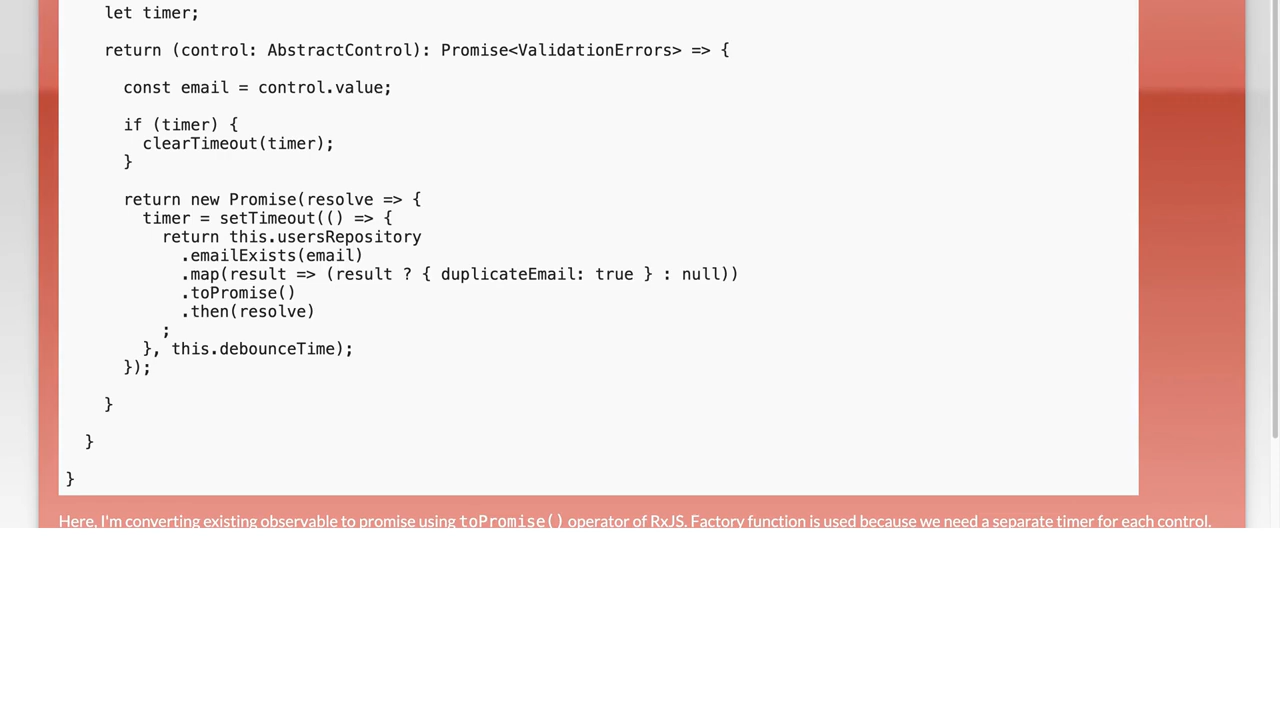 let timer;
return (control: AbstractControl): Promise<ValidationErrors> => {
const email = control.value;
if (timer) {
clearTimeout(timer);
}
return new Promise(resolve => {
timer = setTimeout(() => {
return this.usersRepository
.emailExists(email)
.map(result => (result ? { duplicateEmail: true } : null))
.toPromise()
.then(resolve)
;
}, this.debounceTime);
});
}
}
}
Here, I'm converting existing observable to promise using toPromise() operator of RxJS. Factory function is used because we need a separate timer for each control.